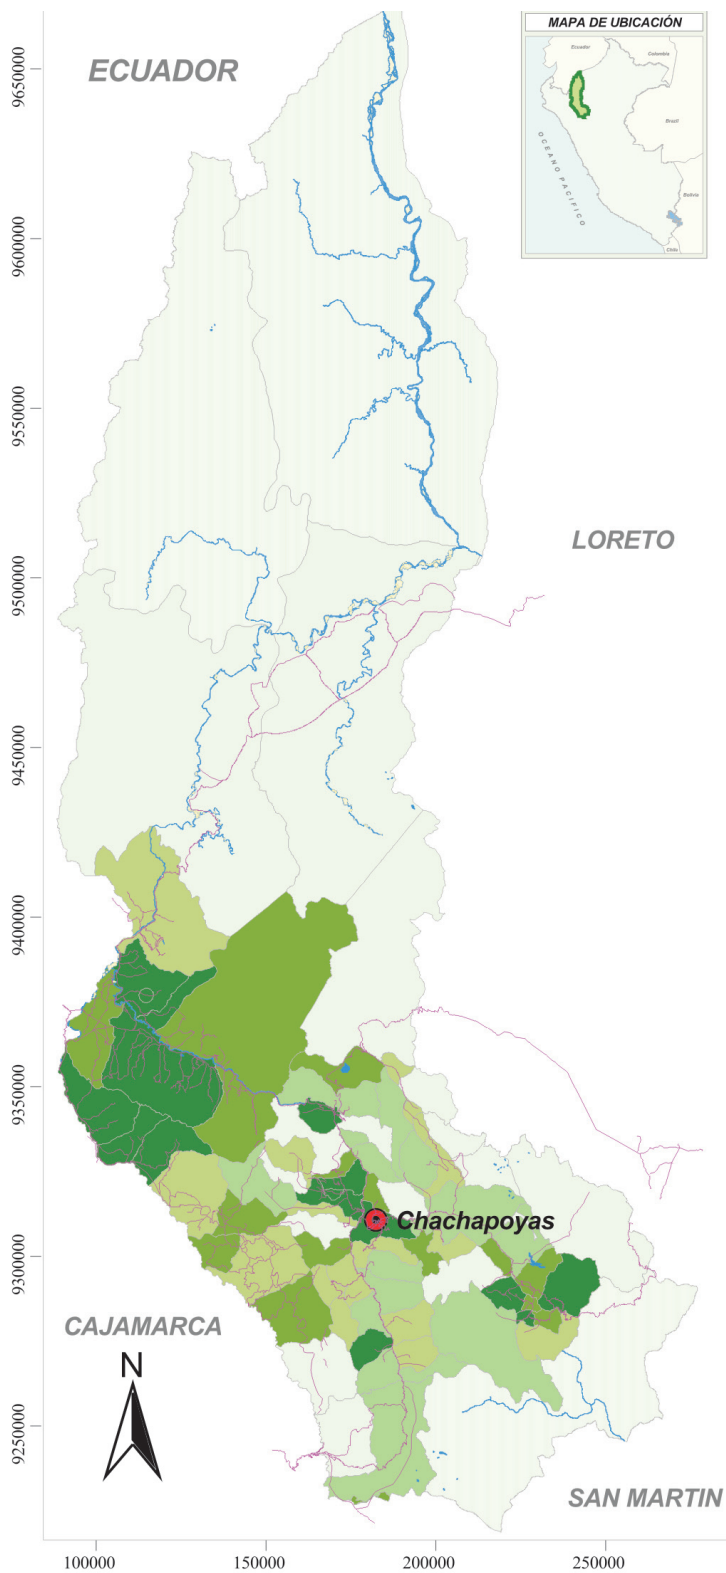 MAPA DE UBICACIÓN
Ecuador
Colombia
Brazil
OCEANO PACIFICO
Bolivia
Chile
ECUADOR
9650000
9600000
9550000
LORETO
9500000
9450000
9400000
9350000
Chachapoyas
9300000
CAJAMARCA
N
9250000
SAN MARTIN
100000
150000
200000
250000